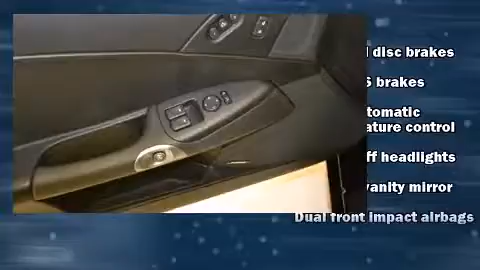 disc brakes
brakes
control
headlights
vanity mirror
Dual front impact airbags